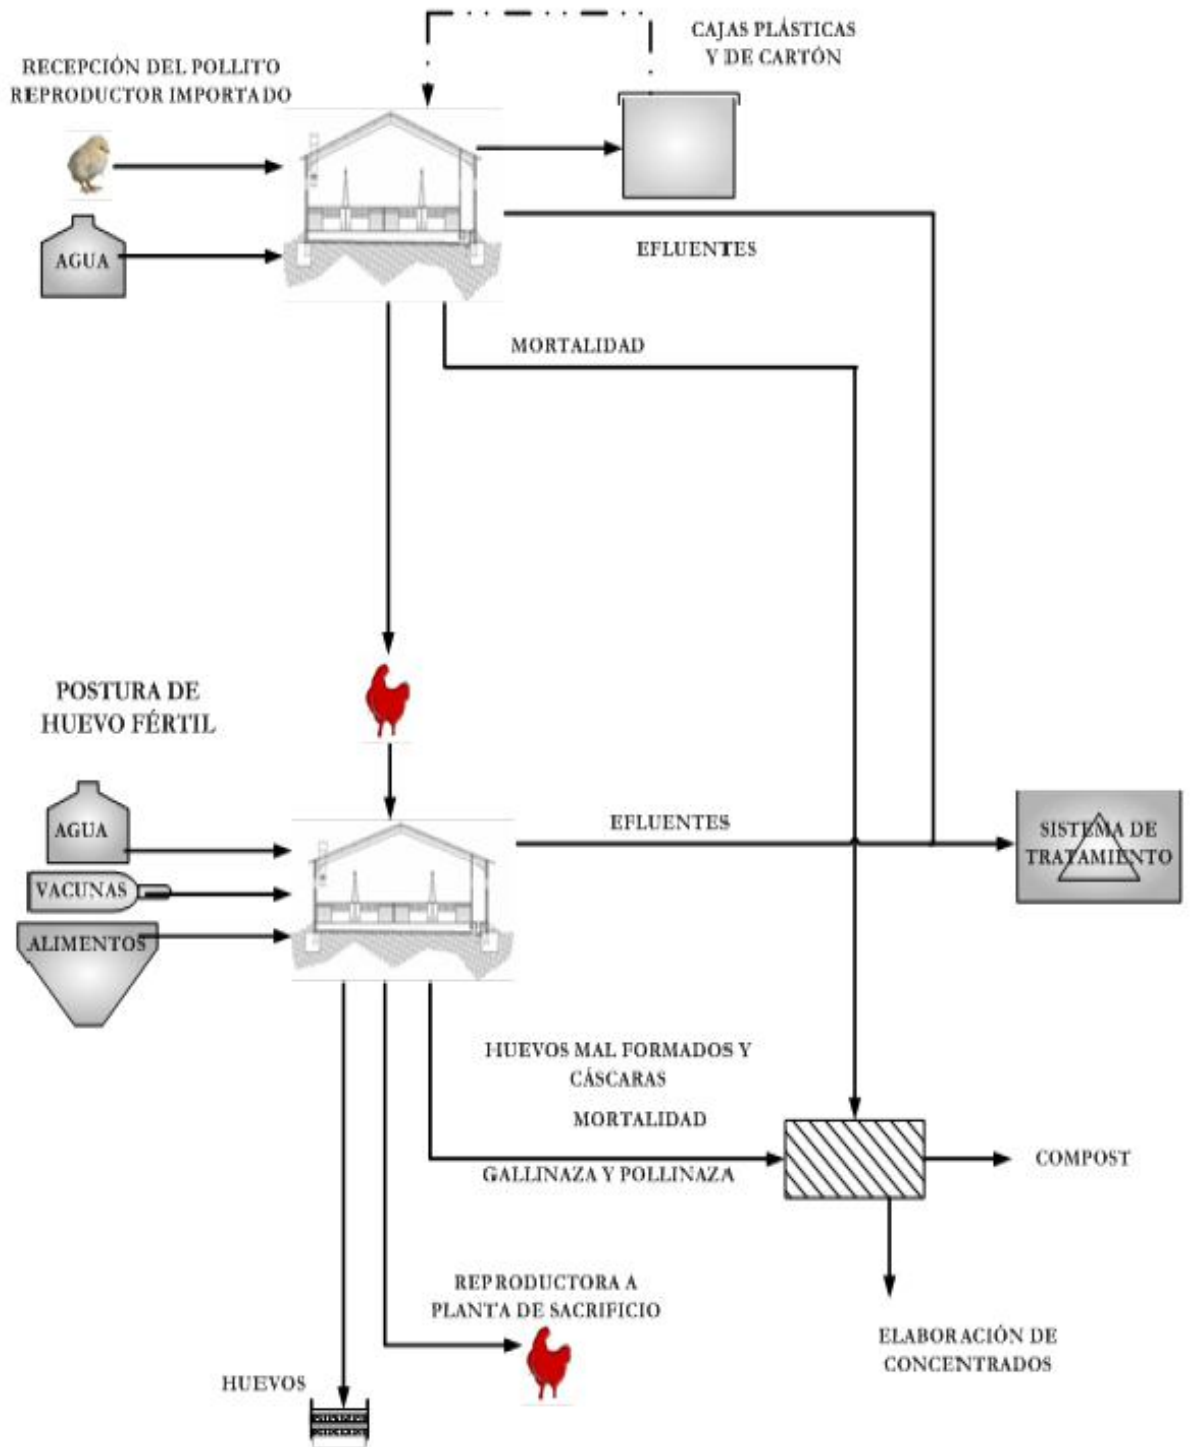 CAJAS PLÁSTICAS
Y DE CARTÓN
RECEPCIÓN DEL POLLITO
REPRODUCTOR IMPORTADO
AGUA
EFLUENTES
MORTALIDAD
POSTURA DE
HUEVO FÉRTIL
AGUA
VACUNAS
ALIMENTOS
EFLUENTES
SISTEMA DE
TRATAMIENTO
HUEVOS MAL FORMADOS Y
CÁSCARAS
MORTALIDAD
GALLINAZA Y POLLINAZA
COMPOST
REPRODUCTORA A
PLANTA DE SACRIFICIO
ELABORACIÓN DE
CONCENTRADOS
HUEVOS